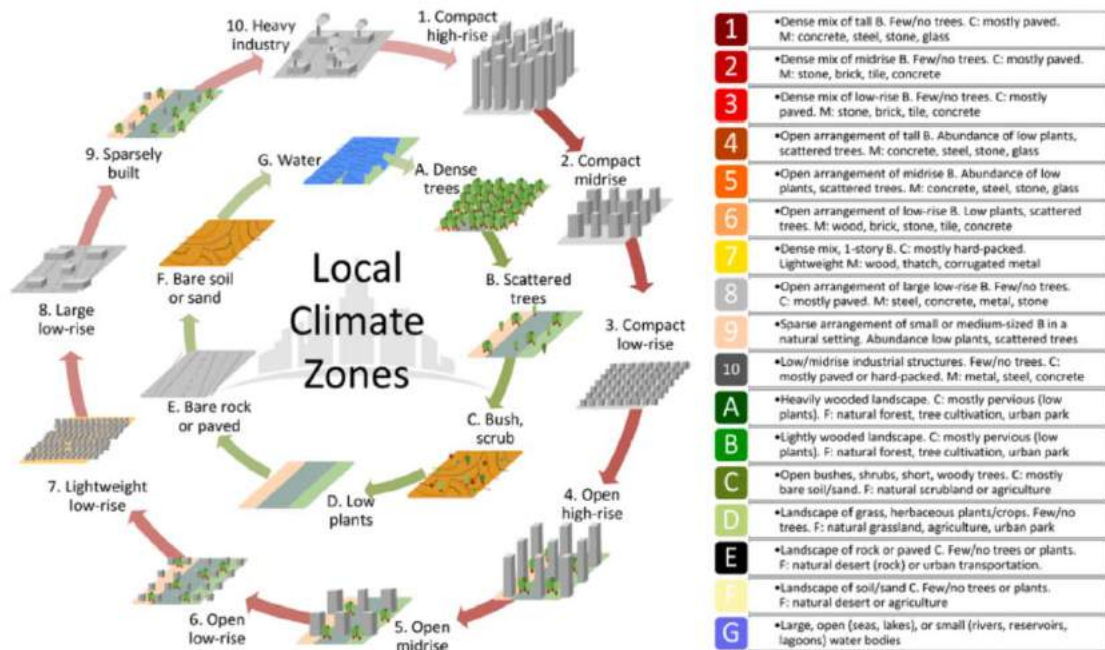 10. Heavy
industry
1. Compact
high-rise
9. Sparsely
built
G. Water
A. Dense
trees
2. Compact
midrise
F. Bare soil
or sand
B. Scattered
trees
8. Large
low-rise
Local
Climate
Zones
3. Compact
low-rise
E. Bare rock
or paved
C. Bush,
scrub
7. Lightweight
low-rise
D. Low
plants
4. Open
high-rise
6. Open
low-rise
5. Open
midrise
1
•Dense mix of tall B. Few/no trees. C: mostly paved.
M: concrete, steel, stone, glass
2
•Dense mix of midrise B. Few/no trees. C: mostly paved.
M: stone, brick, tile, concrete
3
•Dense mix of low-rise B. Few/no trees. C: mostly
paved. M: stone, brick, tile, concrete
4
•Open arrangement of tall B. Abundance of low plants,
scattered trees. M: concrete, steel, stone, glass
5
•Open arrangement of midrise B. Abundance of low
plants, scattered trees. M: concrete, steel, stone, glass
6
•Open arrangement of low-rise B. Low plants, scattered
trees. M: wood, brick, stone, tile, concrete
7
•Dense mix, 1-story B. C: mostly hard-packed.
Lightweight M: wood, thatch, corrugated metal
8
•Open arrangement of large low-rise B. Few/no trees.
C: mostly paved. M: steel, concrete, metal, stone
9
•Sparse arrangement of small or medium-sized B in a
natural setting. Abundance low plants, scattered trees
10
•Low/midrise industrial structures. Few/no trees. C:
mostly paved or hard-packed. M: metal, steel, concrete
A
•Heavily wooded landscape. C: mostly pervious (low
plants). F: natural forest, tree cultivation, urban park
B
•Lightly wooded landscape. C: mostly pervious (low
plants). F: natural forest, tree cultivation, urban park
C
•Open bushes, shrubs, short, woody trees. C: mostly
bare soil/sand. F: natural scrubland or agriculture
D
•Landscape of grass, herbaceous plants/crops. Few/no
trees. F: natural grassland, agriculture, urban park
E
•Landscape of rock or paved C. Few/no trees or plants.
F: natural desert (rock) or urban transportation.
F
•Landscape of soil/sand C. Few/no trees or plants.
F: natural desert or agriculture
G
•Large, open (seas, lakes), or small (rivers, reservoirs,
lagoons) water bodies